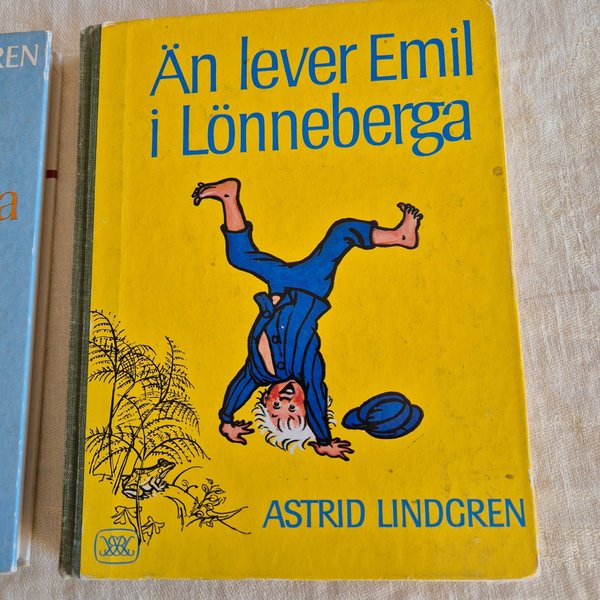 REN
a
Än lever Emil
i Lönneberga
ASTRID LINDGREN